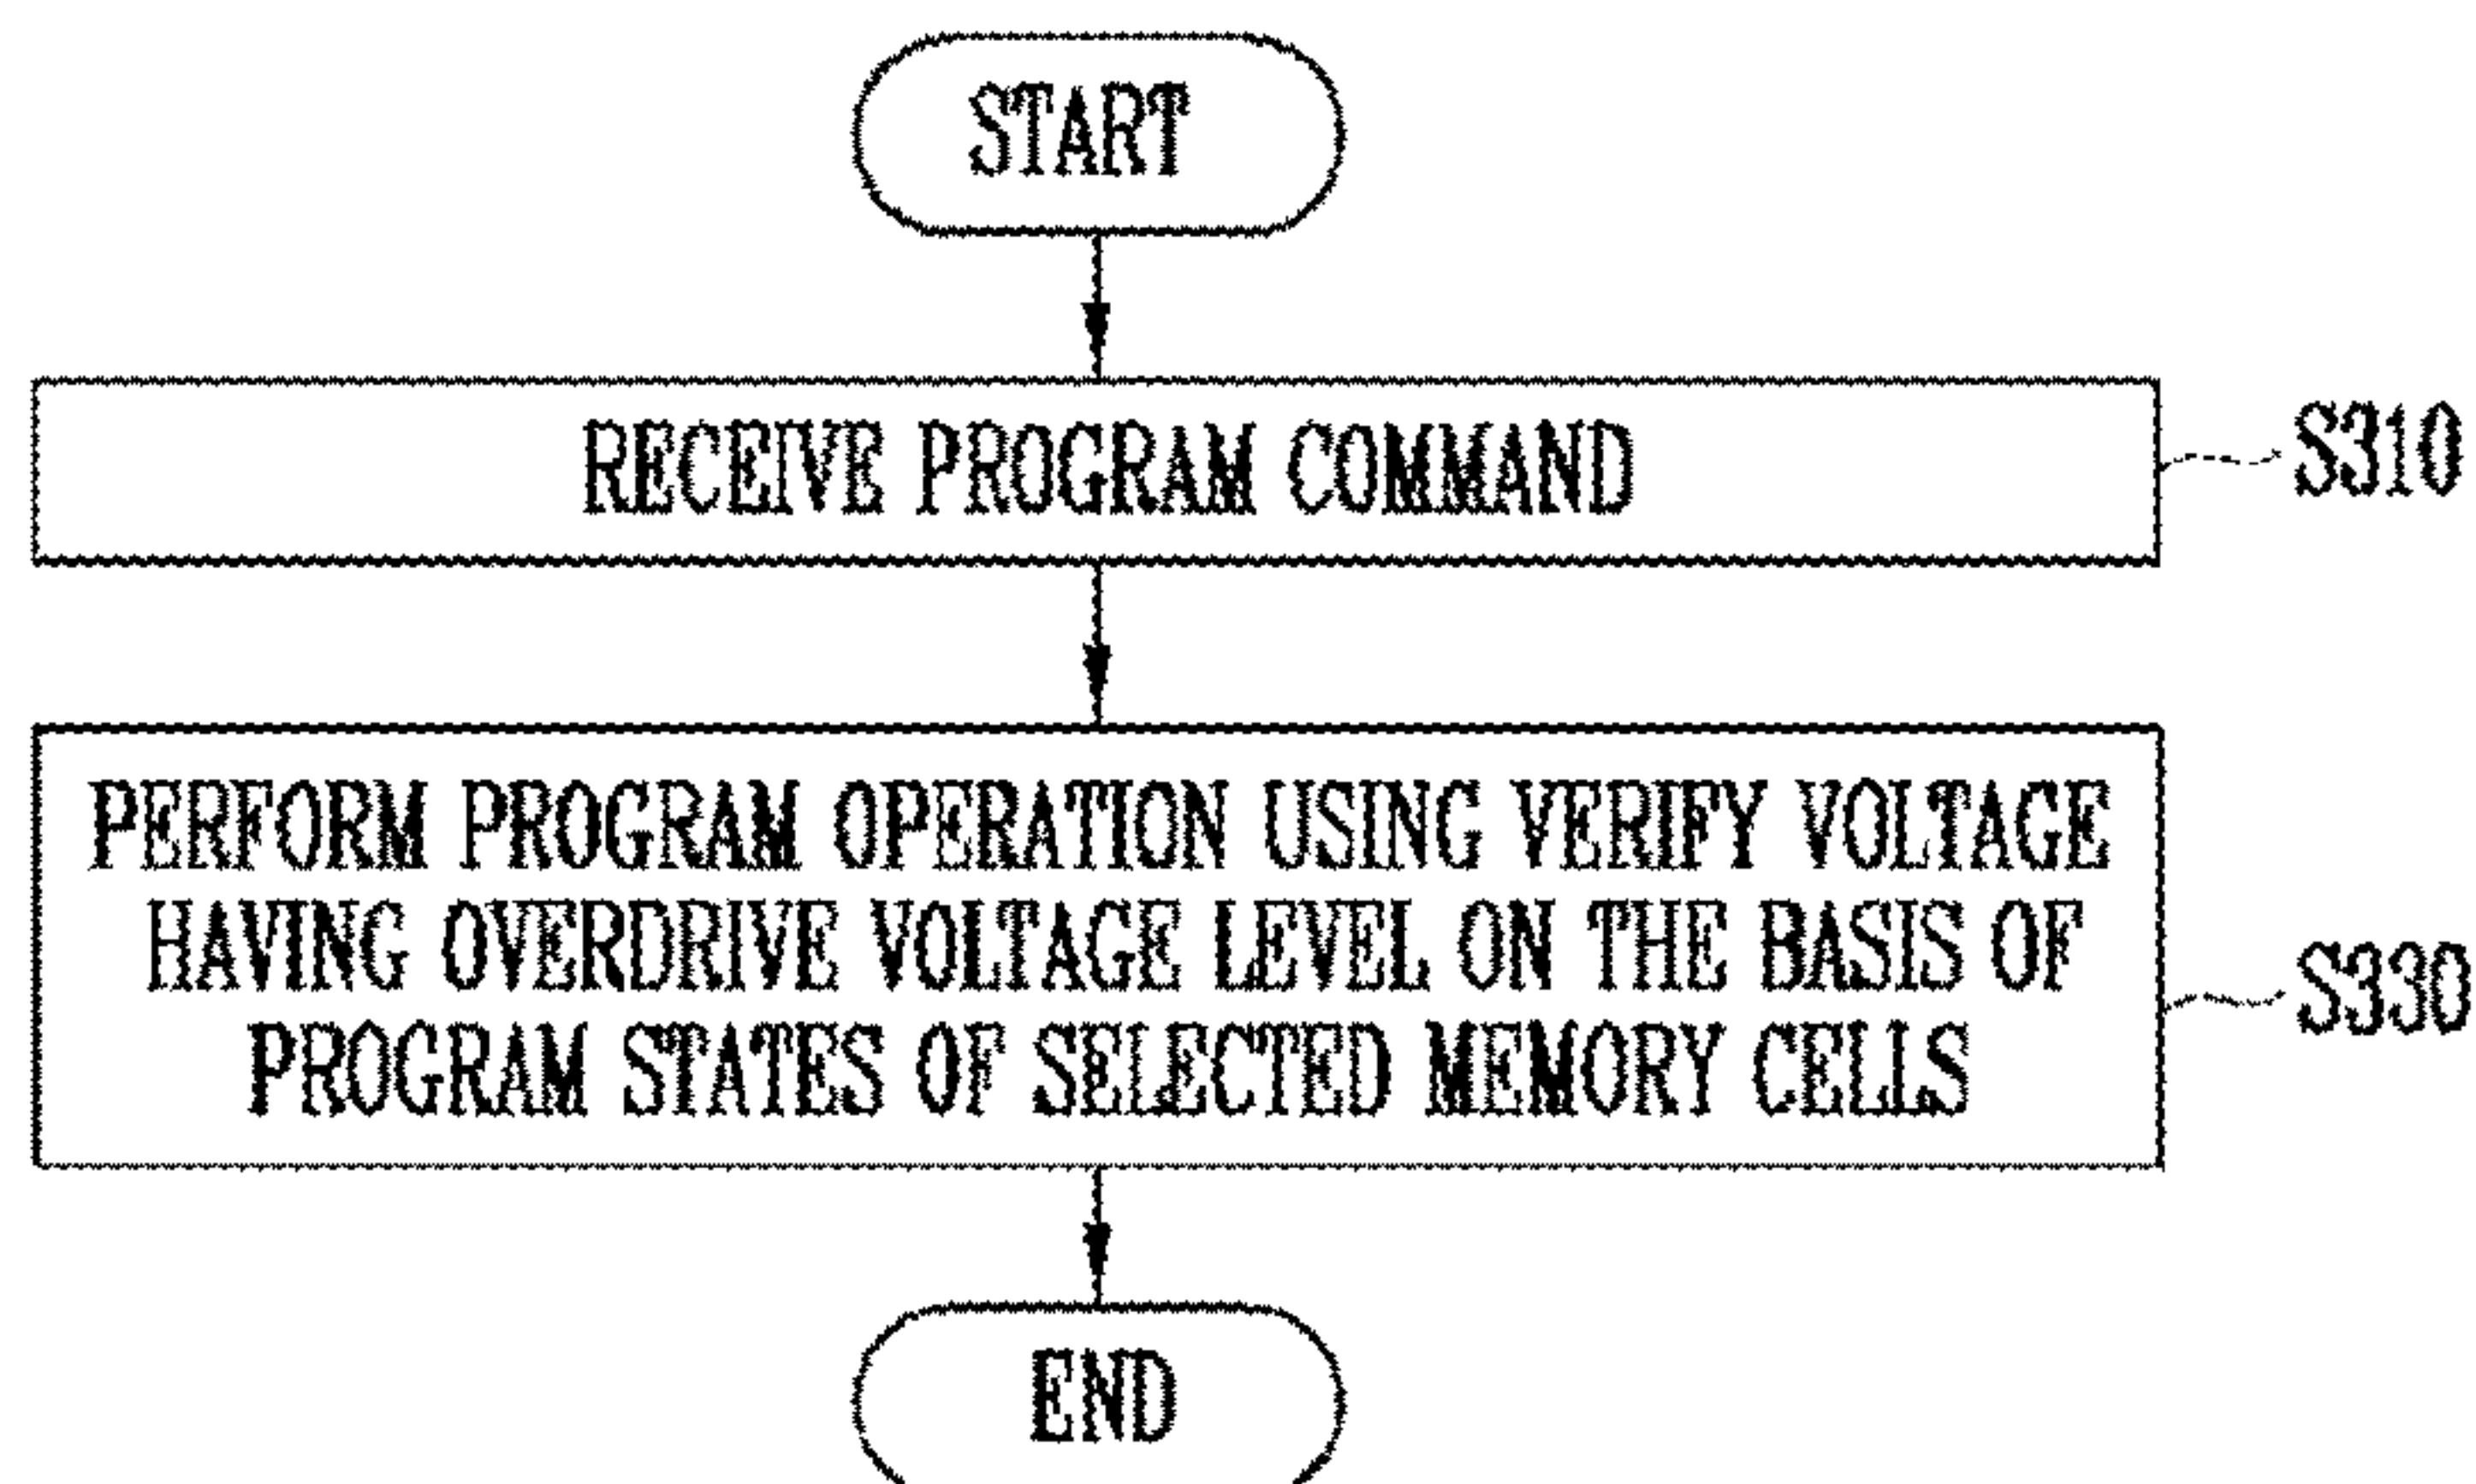 START
RECEIVE PROGRAM COMMAND
S310
PERFORM PROGRAM OPERATION USING VERIFY VOLTAGE
HAVING OVERDRIVE VOLTAGE LEVEL ON THE BASIS OF
PROGRAM STATES OF SELECTED MEMORY CELLS
S330
END